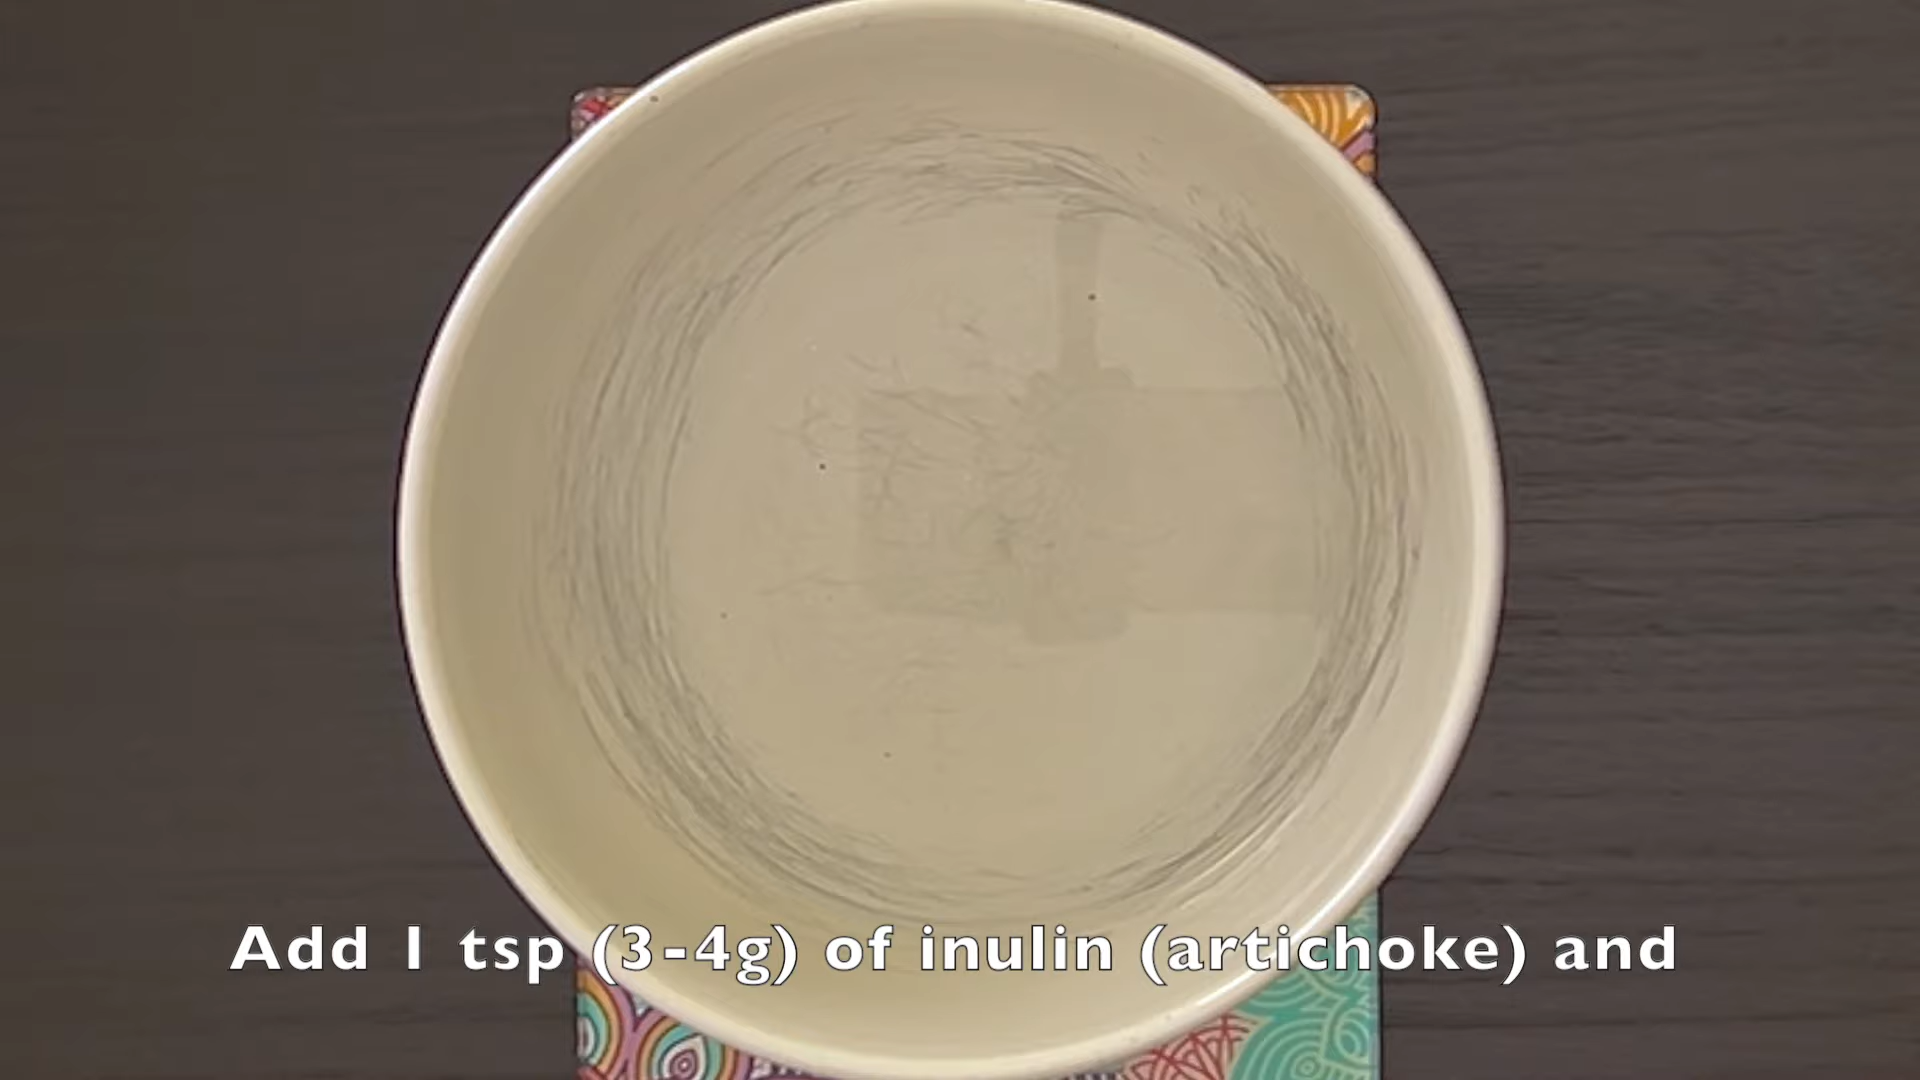 Add 1 tsp (3-4g) of inulin (artichoke) and